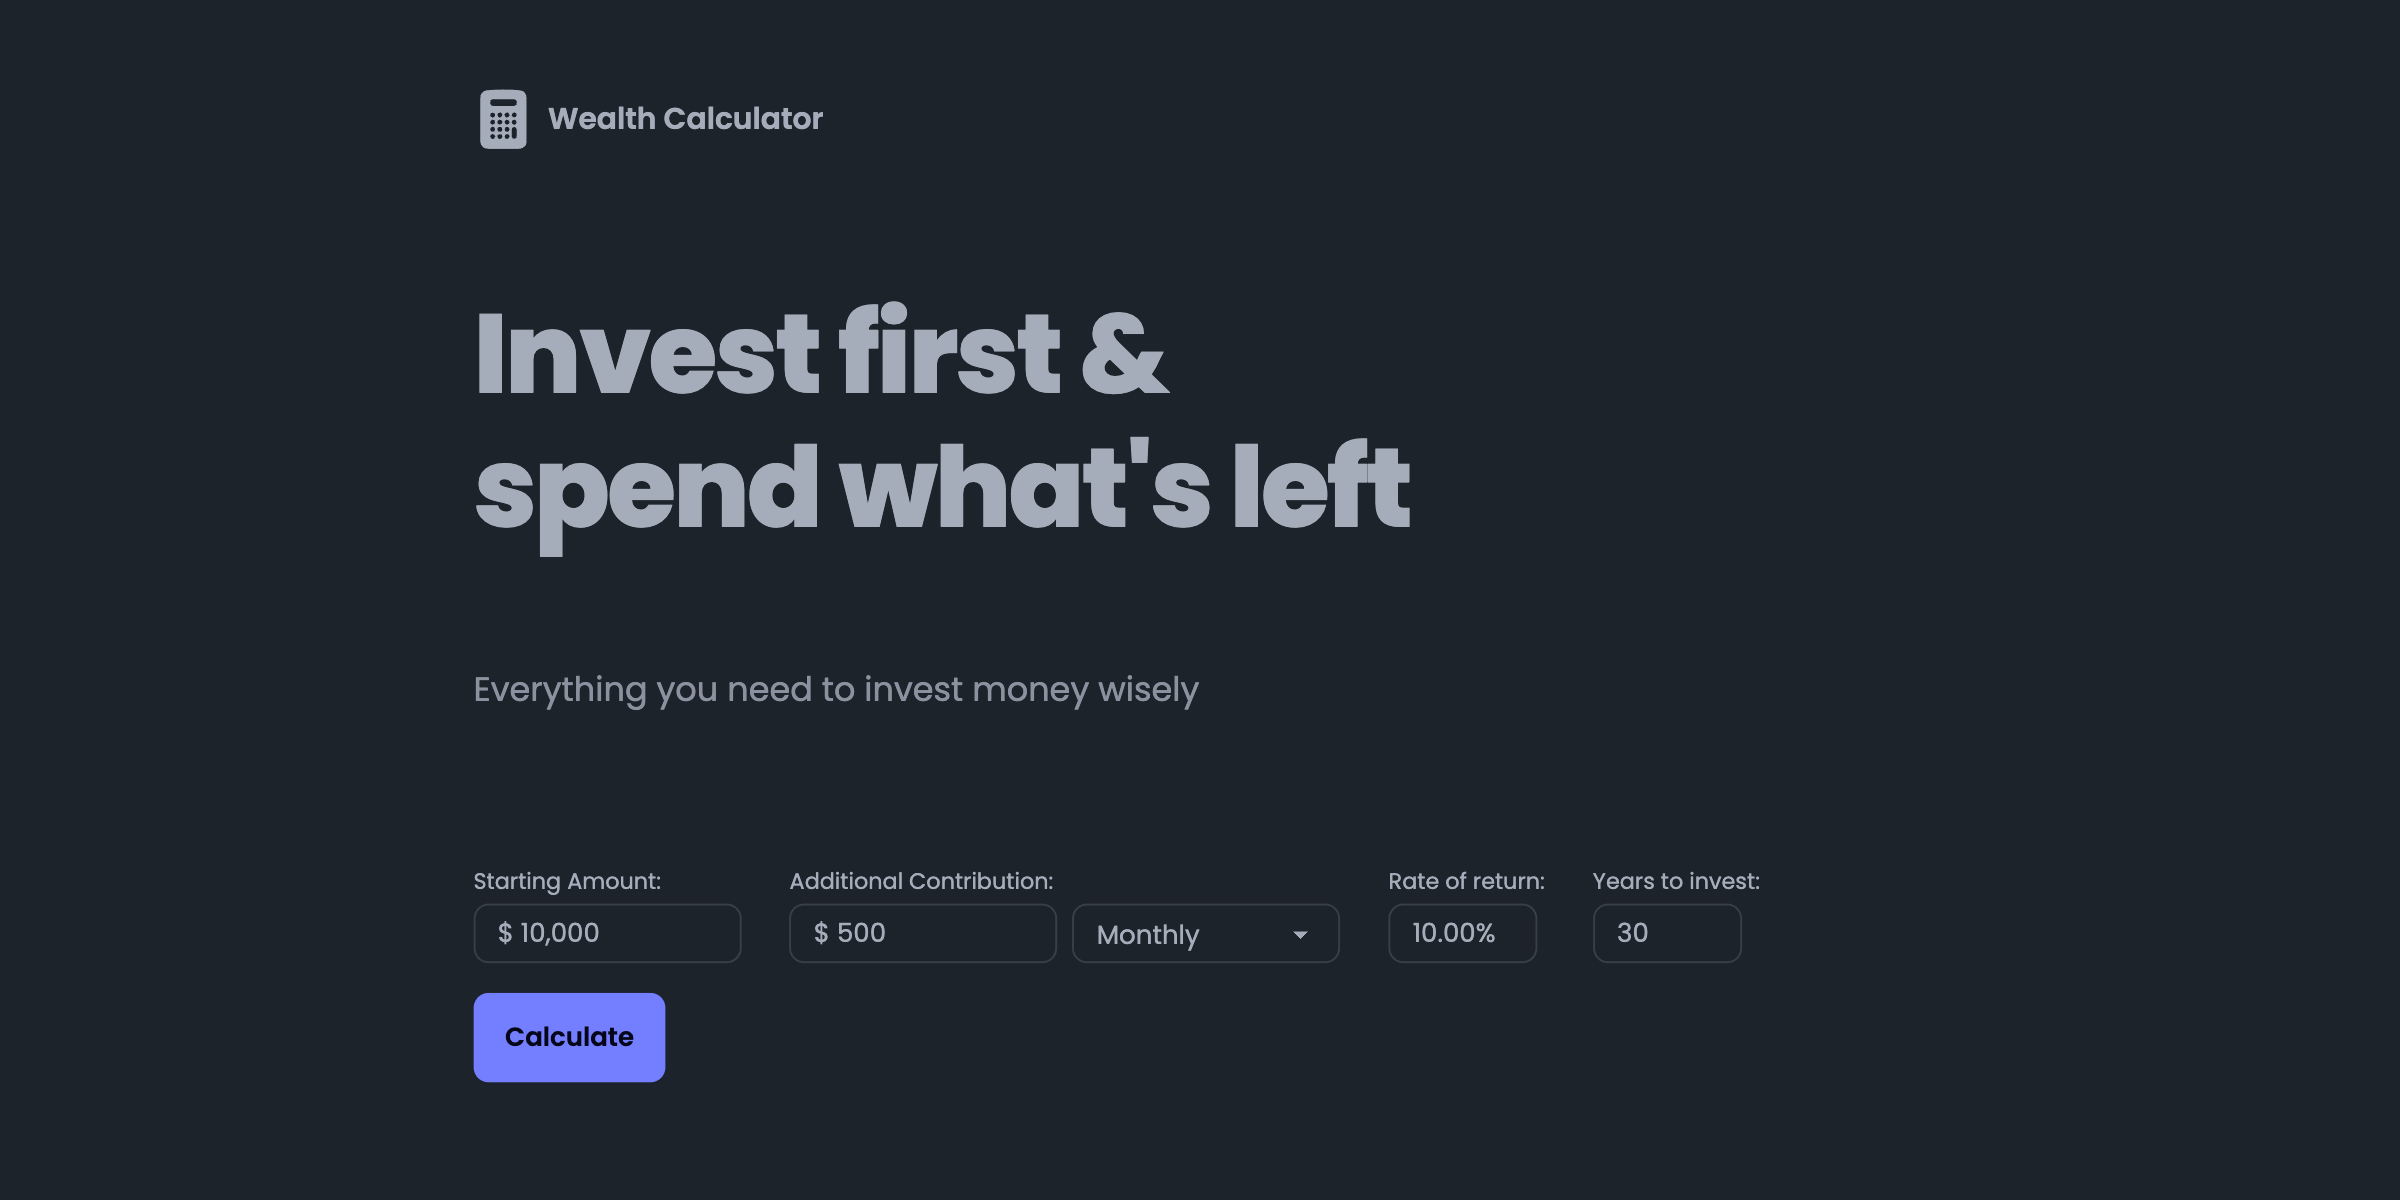 Wealth Calculator
Invest first &
spend what's left
Everything you need to invest money wisely
Starting Amount: Additional Contribution: Rate of return: Years to invest:
$ 10,000 $ 500 Monthly 10.00% 30
Calculate